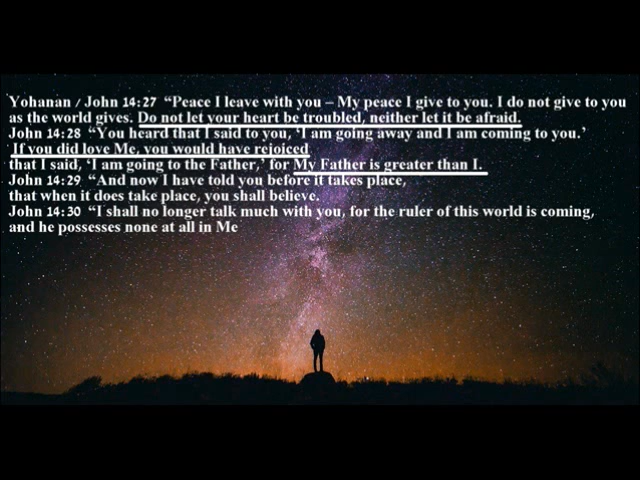 Yohanan / John 14:27  “Peace I leave with you – My peace I give to you. I do not give to you
as the world gives. Do not let your heart be troubled, neither let it be afraid.
John 14:28  “You heard that I said to you, ‘I am going away and I am coming to you.’
If you did love Me, you would have rejoiced
that I said, ‘I am going to the Father,’ for My Father is greater than I.
John 14:29  “And now I have told you before it takes place,
that when it does take place, you shall believe.
John 14:30  “I shall no longer talk much with you, for the ruler of this world is coming,
and he possesses none at all in Me